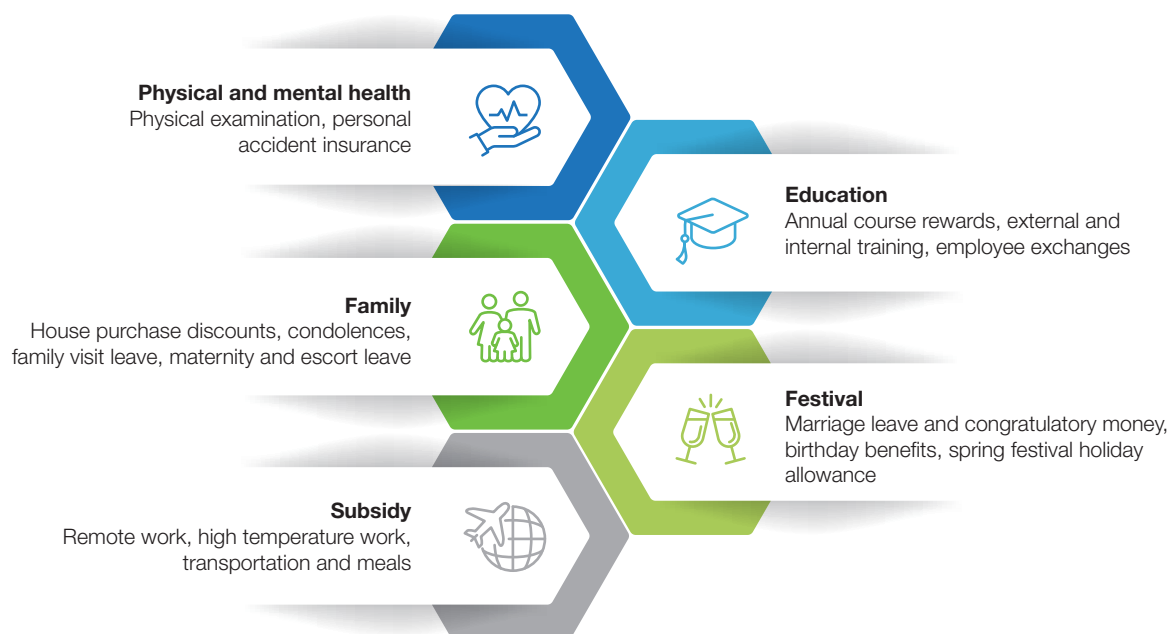 Physical and mental health
Physical examination, personal
accident insurance
Education
Annual course rewards, external and
internal training, employee exchanges
Family
House purchase discounts, condolences,
family visit leave, maternity and escort leave
Festival
Marriage leave and congratulatory money,
birthday benefits, spring festival holiday
allowance
Subsidy
Remote work, high temperature work,
transportation and meals